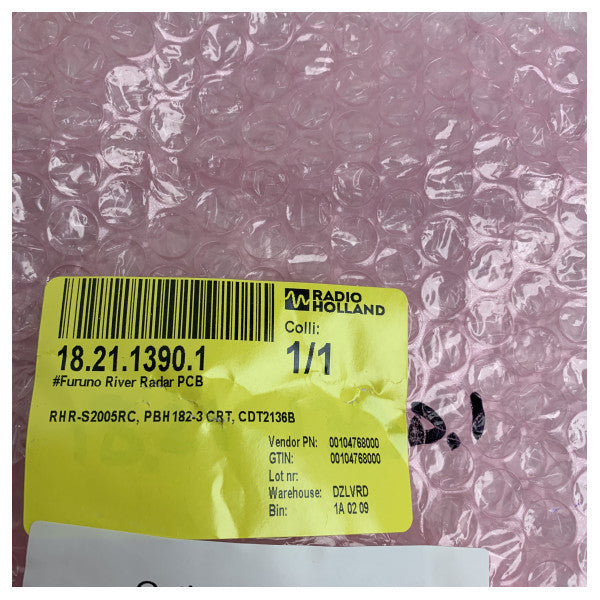 RADIO
HOLLAND
Colli:
18.21.1390.1
1/1
#Furuno River Radar PCB
RHR-S2005RC, PBH182-3 CRT, CDT2136B
Vendor PN: 00104768000
GTIN: 00104768000
Lot nr:
Warehouse: DZLVRD
Bin: 1A 02 09